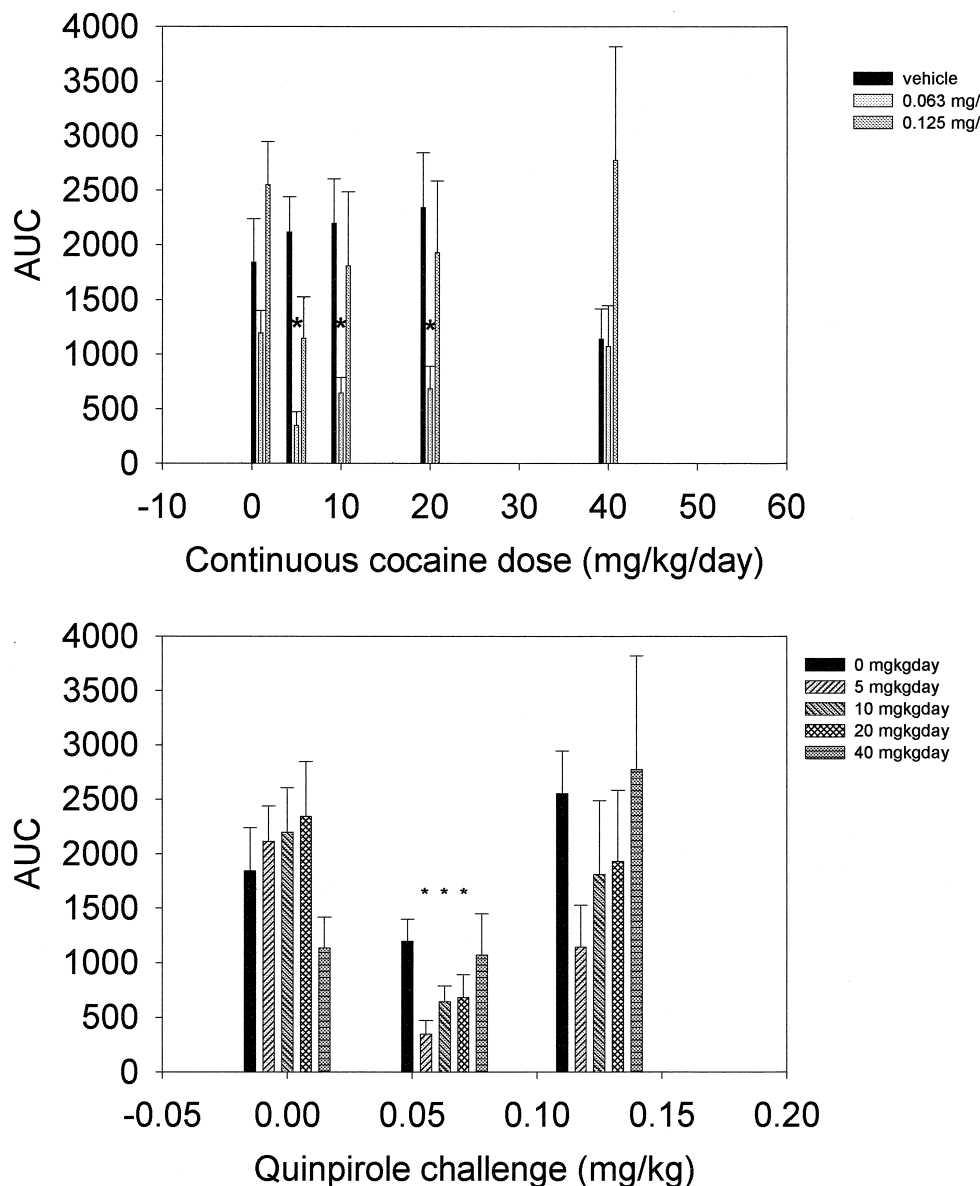 4000
3500
3000
2500
2000
1500
1000
500
0
AUC
* * *
-10 0 10 20 30 40 50 60
Continuous cocaine dose (mg/kg/day)
vehicle
0.063 mg/
0.125 mg/
4000
3500
3000
2500
2000
1500
1000
500
0
AUC
* * *
-0.05 0.00 0.05 0.10 0.15 0.20
Quinpirole challenge (mg/kg)
0 mgkgday
5 mgkgday
10 mgkgday
20 mgkgday
40 mgkgday